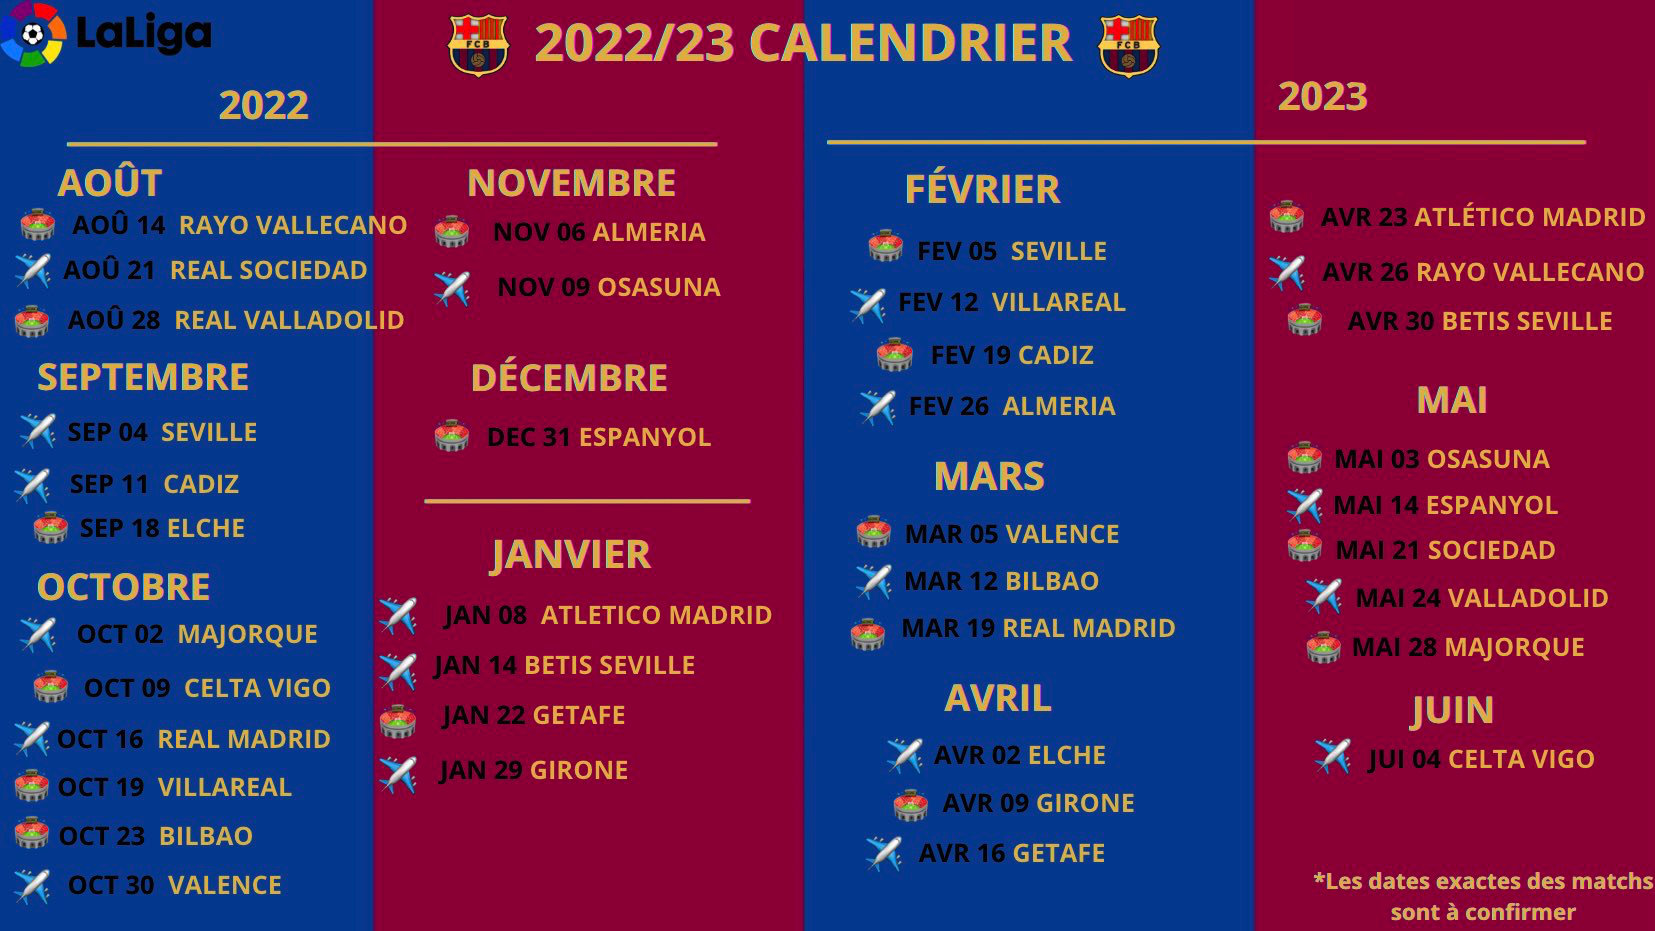 LaLiga
2022/23 CALENDRIER
FCB
FCB
2022
AOÛT
AOÛ 14 RAYO VALLECANO
AOÛ 21 REAL SOCIEDAD
AOÛ 28 REAL VALLADOLID
SEPTEMBRE
SEP 04 SEVILLE
SEP 11 CADIZ
SEP 18 ELCHE
OCTOBRE
OCT 02 MAJORQUE
OCT 09 CELTA VIGO
OCT 16 REAL MADRID
OCT 19 VILLAREAL
OCT 23 BILBAO
OCT 30 VALENCE
NOVEMBRE
NOV 06 ALMERIA
NOV 09 OSASUNA
DÉCEMBRE
DEC 31 ESPANYOL
JANVIER
JAN 08 ATLETICO MADRID
JAN 14 BETIS SEVILLE
JAN 22 GETAFE
JAN 29 GIRONE
2023
FÉVRIER
FEV 05 SEVILLE
FEV 12 VILLAREAL
FEV 19 CADIZ
FEV 26 ALMERIA
MARS
MAR 05 VALENCE
MAR 12 BILBAO
MAR 19 REAL MADRID
AVRIL
AVR 02 ELCHE
AVR 09 GIRONE
AVR 16 GETAFE
AVR 23 ATLÉTICO MADRID
AVR 26 RAYO VALLECANO
AVR 30 BETIS SEVILLE
MAI
MAI 03 OSASUNA
MAI 14 ESPANYOL
MAI 21 SOCIEDAD
MAI 24 VALLADOLID
MAI 28 MAJORQUE
JUIN
JUI 04 CELTA VIGO
*Les dates exactes des matchs
sont à confirmer